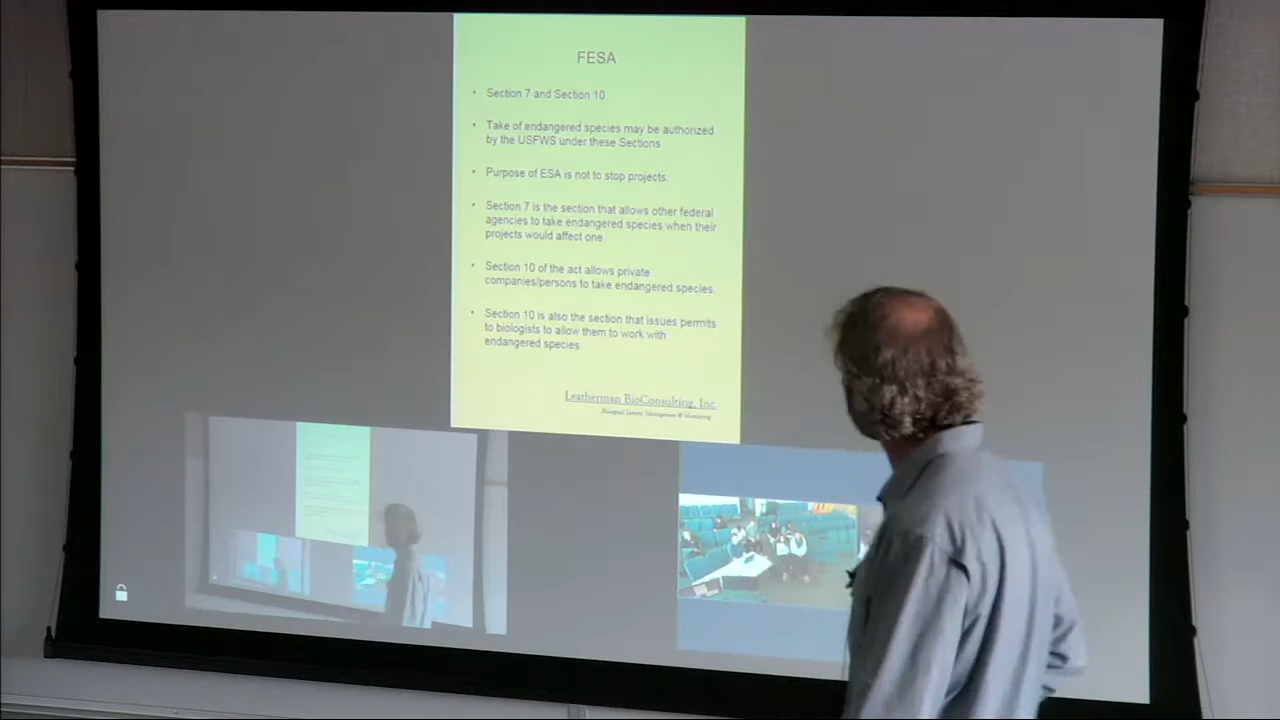 FESA
• Section 7 and Section 10
• Take of endangered species may be authorized
by the USFWS under these Sections
• Purpose of ESA is not to stop projects.
• Section 7 is the section that allows other federal
agencies to take endangered species when their
projects would affect one.
• Section 10 of the act allows private
companies/persons to take endangered species.
• Section 10 is also the section that issues permits
to biologists to allow them to work with
endangered species
Leatherman BioConsulting, Inc.
Biological Survey, Management & Monitoring